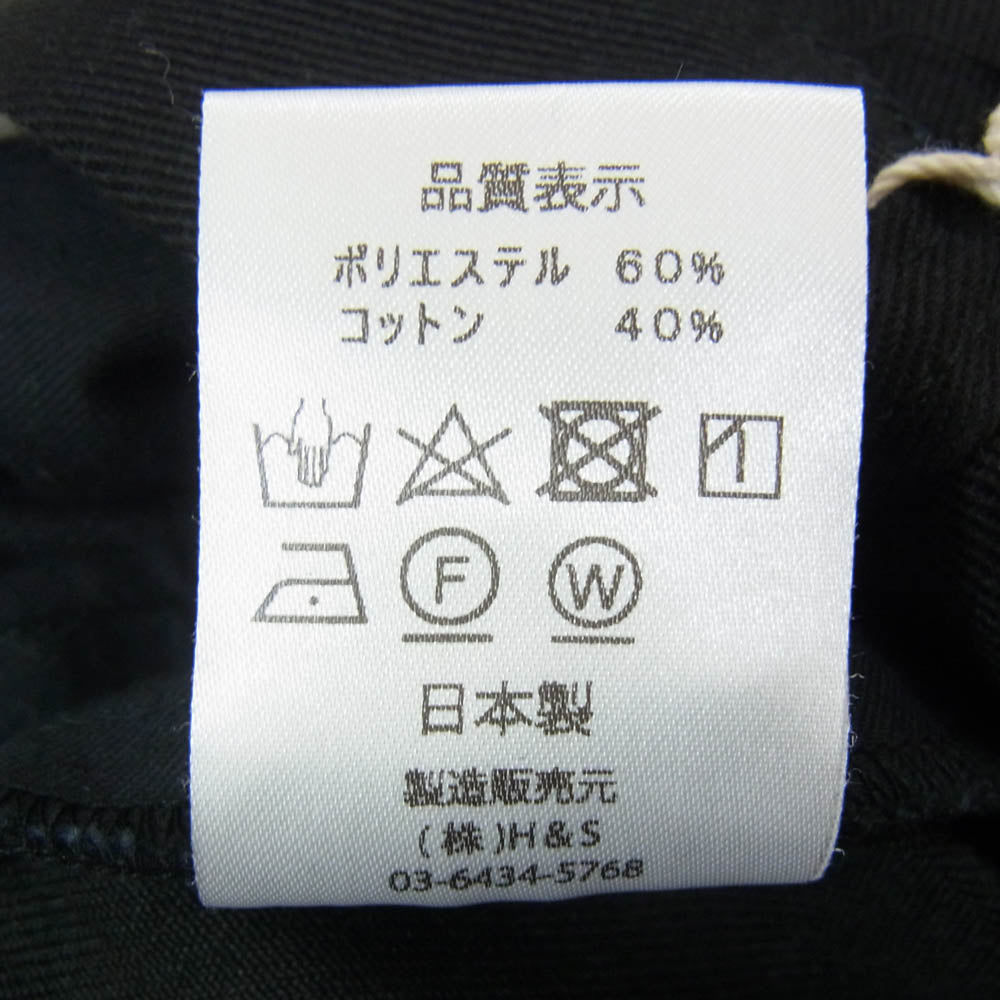 品質表示
ポリエステル 60%
コットン 40%
F W
日本製
製造販売元
(株)H&S
03-6434-5768